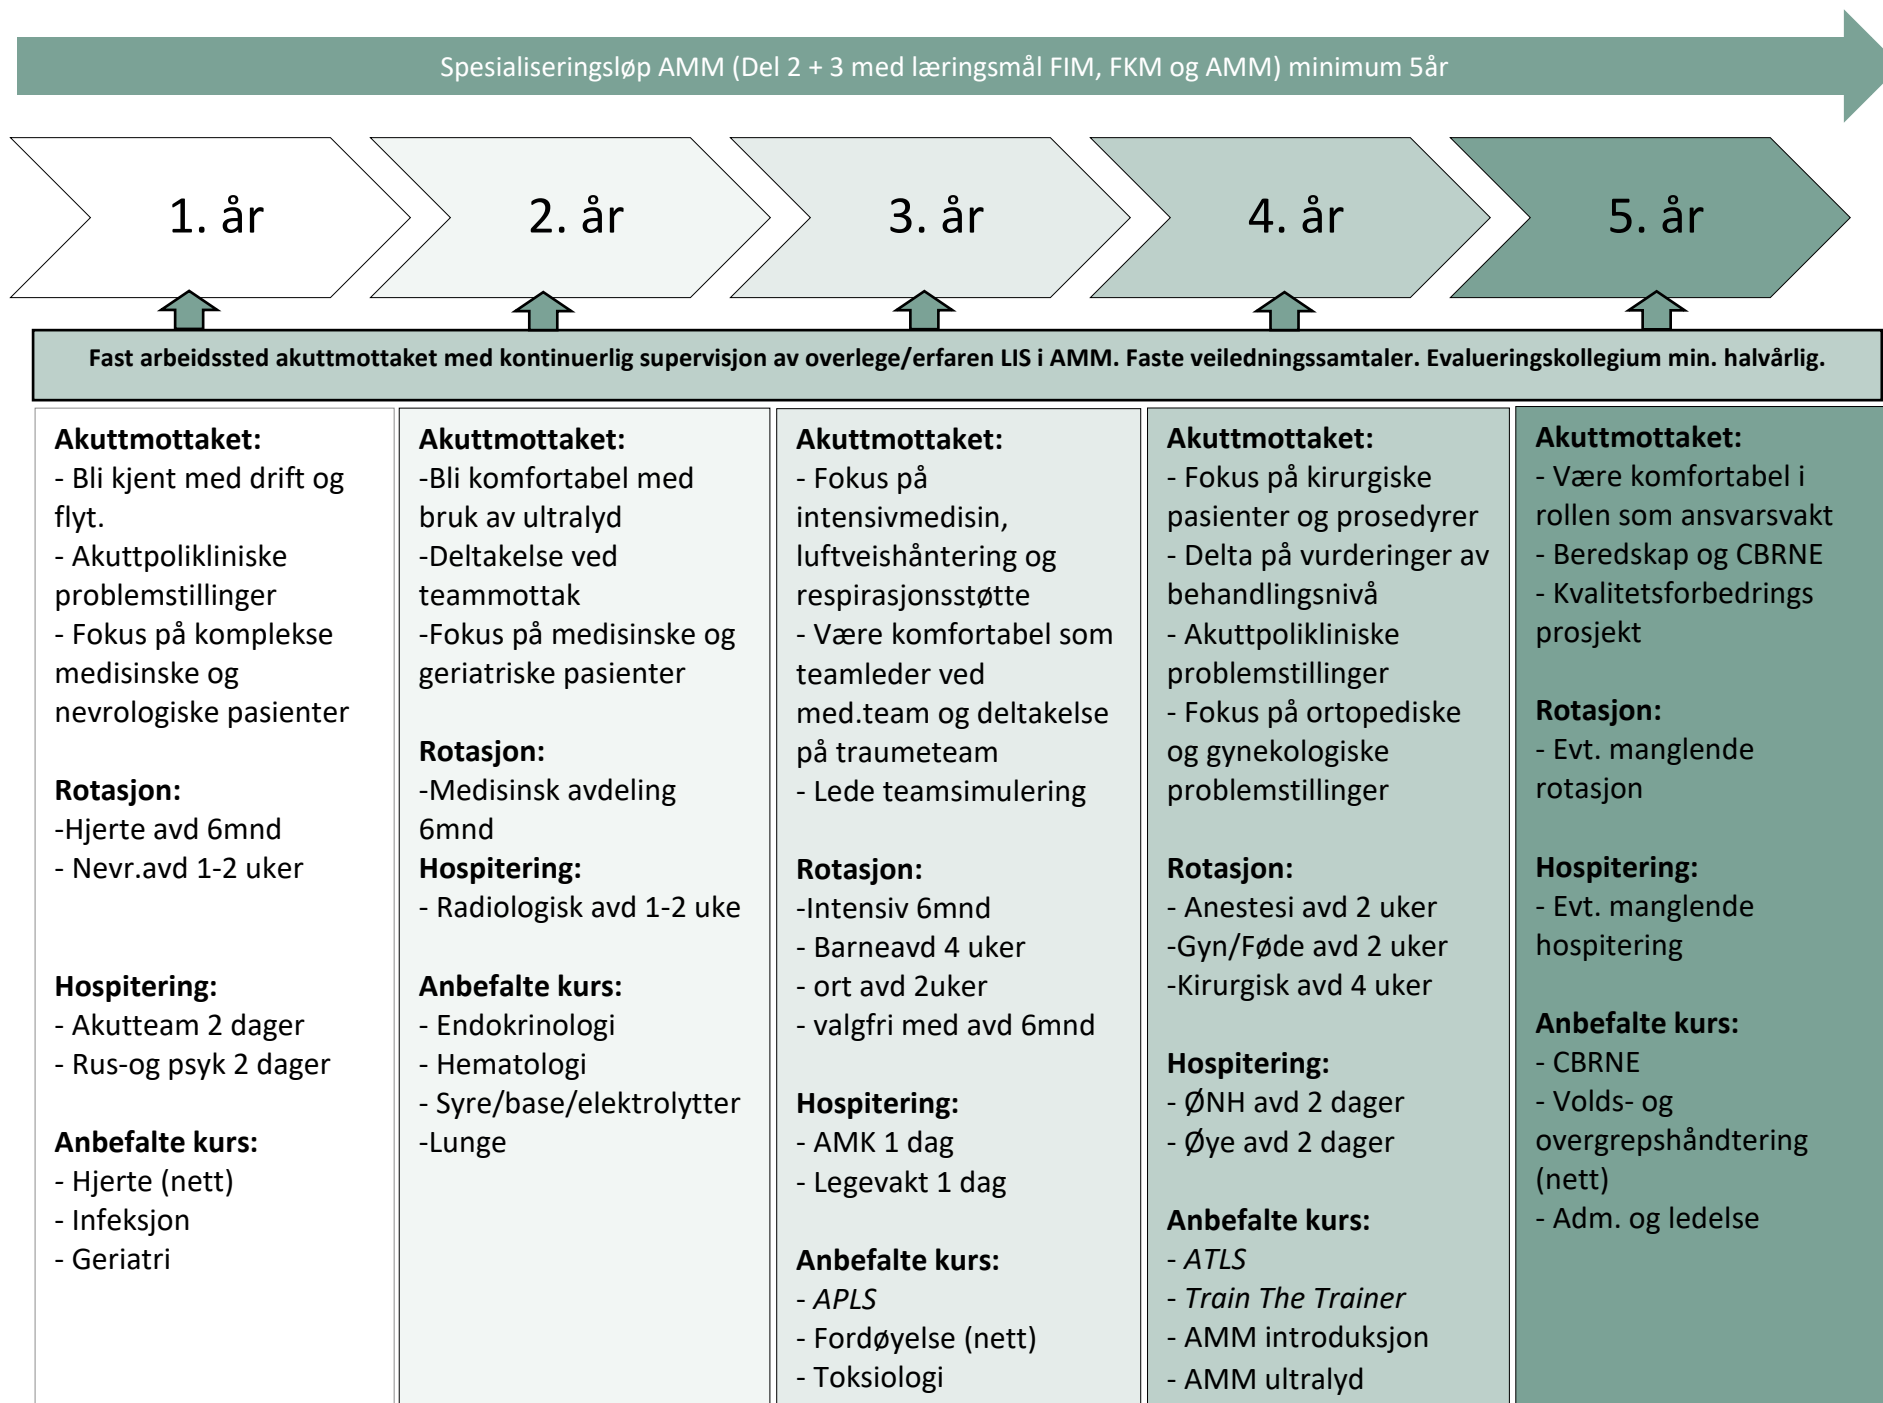 Spesialiseringsløp AMM (Del 2 + 3 med læringsmål FIM, FKM og AMM) minimum 5år
1. år
2. år
3. år
4. år
5. år
Fast arbeidssted akuttmottaket med kontinuerlig supervisjon av overlege/erfaren LIS i AMM. Faste veiledningssamtaler. Evalueringskollegium min. halvårlig.
Akuttmottaket:
- Bli kjent med drift og
flyt.
- Akuttpolikliniske
problemstillinger
- Fokus på komplekse
medisinske og
nevrologiske pasienter
Rotasjon:
-Hjerte avd 6mnd
- Nevr.avd 1-2 uker
Hospitering:
- Akutteam 2 dager
- Rus-og psyk 2 dager
Anbefalte kurs:
- Hjerte (nett)
- Infeksjon
- Geriatri
Akuttmottaket:
-Bli komfortabel med
bruk av ultralyd
-Deltakelse ved
teammottak
-Fokus på medisinske og
geriatriske pasienter
Rotasjon:
-Medisinsk avdeling
6mnd
Hospitering:
- Radiologisk avd 1-2 uke
Anbefalte kurs:
- Endokrinologi
- Hematologi
- Syre/base/elektrolytter
-Lunge
Akuttmottaket:
- Fokus på
intensivmedisin,
luftveishåntering og
respirasjonsstøtte
- Være komfortabel som
teamleder ved
med.team og deltakelse
på traumeteam
- Lede teamsimulering
Rotasjon:
-Intensiv 6mnd
- Barneavd 4 uker
- ort avd 2uker
- valgfri med avd 6mnd
Hospitering:
- AMK 1 dag
- Legevakt 1 dag
Anbefalte kurs:
- APLS
- Fordøyelse (nett)
- Toksiologi
Akuttmottaket:
- Fokus på kirurgiske
pasienter og prosedyrer
- Delta på vurderinger av
behandlingsnivå
- Akuttpolikliniske
problemstillinger
- Fokus på ortopediske
og gynekologiske
problemstillinger
Rotasjon:
- Anestesi avd 2 uker
-Gyn/Føde avd 2 uker
-Kirurgisk avd 4 uker
Hospitering:
- ØNH avd 2 dager
- Øye avd 2 dager
Anbefalte kurs:
- ATLS
- Train The Trainer
- AMM introduksjon
- AMM ultralyd
Akuttmottaket:
- Være komfortabel i
rollen som ansvarsvakt
- Beredskap og CBRNE
- Kvalitetsforbedrings
prosjekt
Rotasjon:
- Evt. manglende
rotasjon
Hospitering:
- Evt. manglende
hospitering
Anbefalte kurs:
- CBRNE
- Volds- og
overgrepshåndtering
(nett)
- Adm. og ledelse